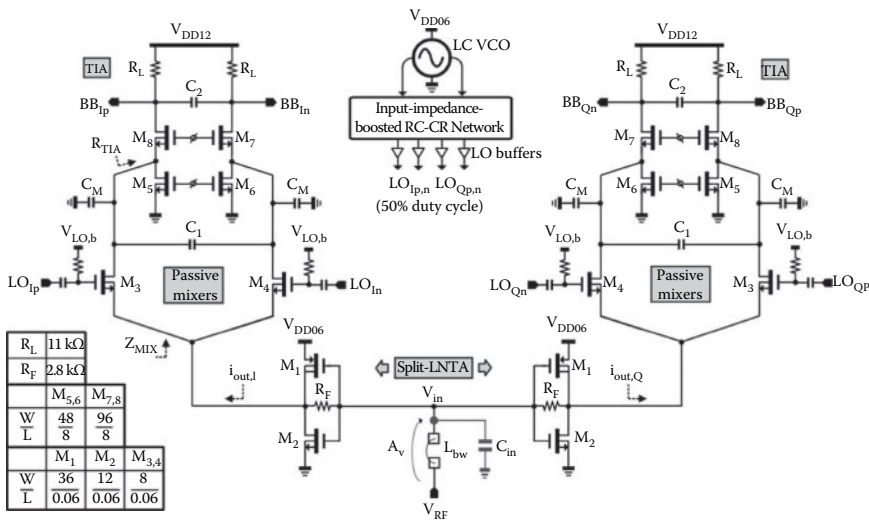 V_DD12
V_DD06
V_DD12
LC VCO
TIA
R_L
R_L
R_L
R_L
TIA
C_2
C_2
BB_Ip
BB_In
BB_Qn
BB_Qp
Input-impedance-
boosted RC-CR Network
M_8
M_7
M_7
M_8
R_TIA
LO buffers
M_5
M_6
M_6
M_5
LO_Ip,n LO_Qp,n
(50% duty cycle)
C_M
C_M
C_M
C_M
V_LO,b
C_1
V_LO,b
V_LO,b
C_1
V_LO,b
LO_Ip
M_3
Passive
mixers
M_4
LO_In
LO_Qn
M_4
Passive
mixers
M_3
LO_QP
Z_MIX
V_DD06
V_DD06
M_1
Split-LNTA
M_1
i_out,I
R_F
V_in
R_F
i_out,Q
M_2
A_v
L_bw
C_in
M_2
V_RF
R_L 11 kΩ
R_F 2.8 kΩ
M_5,6 M_7,8
W/L 48/8 96/8
M_1 M_2 M_3,4
W/L 36/0.06 12/0.06 8/0.06